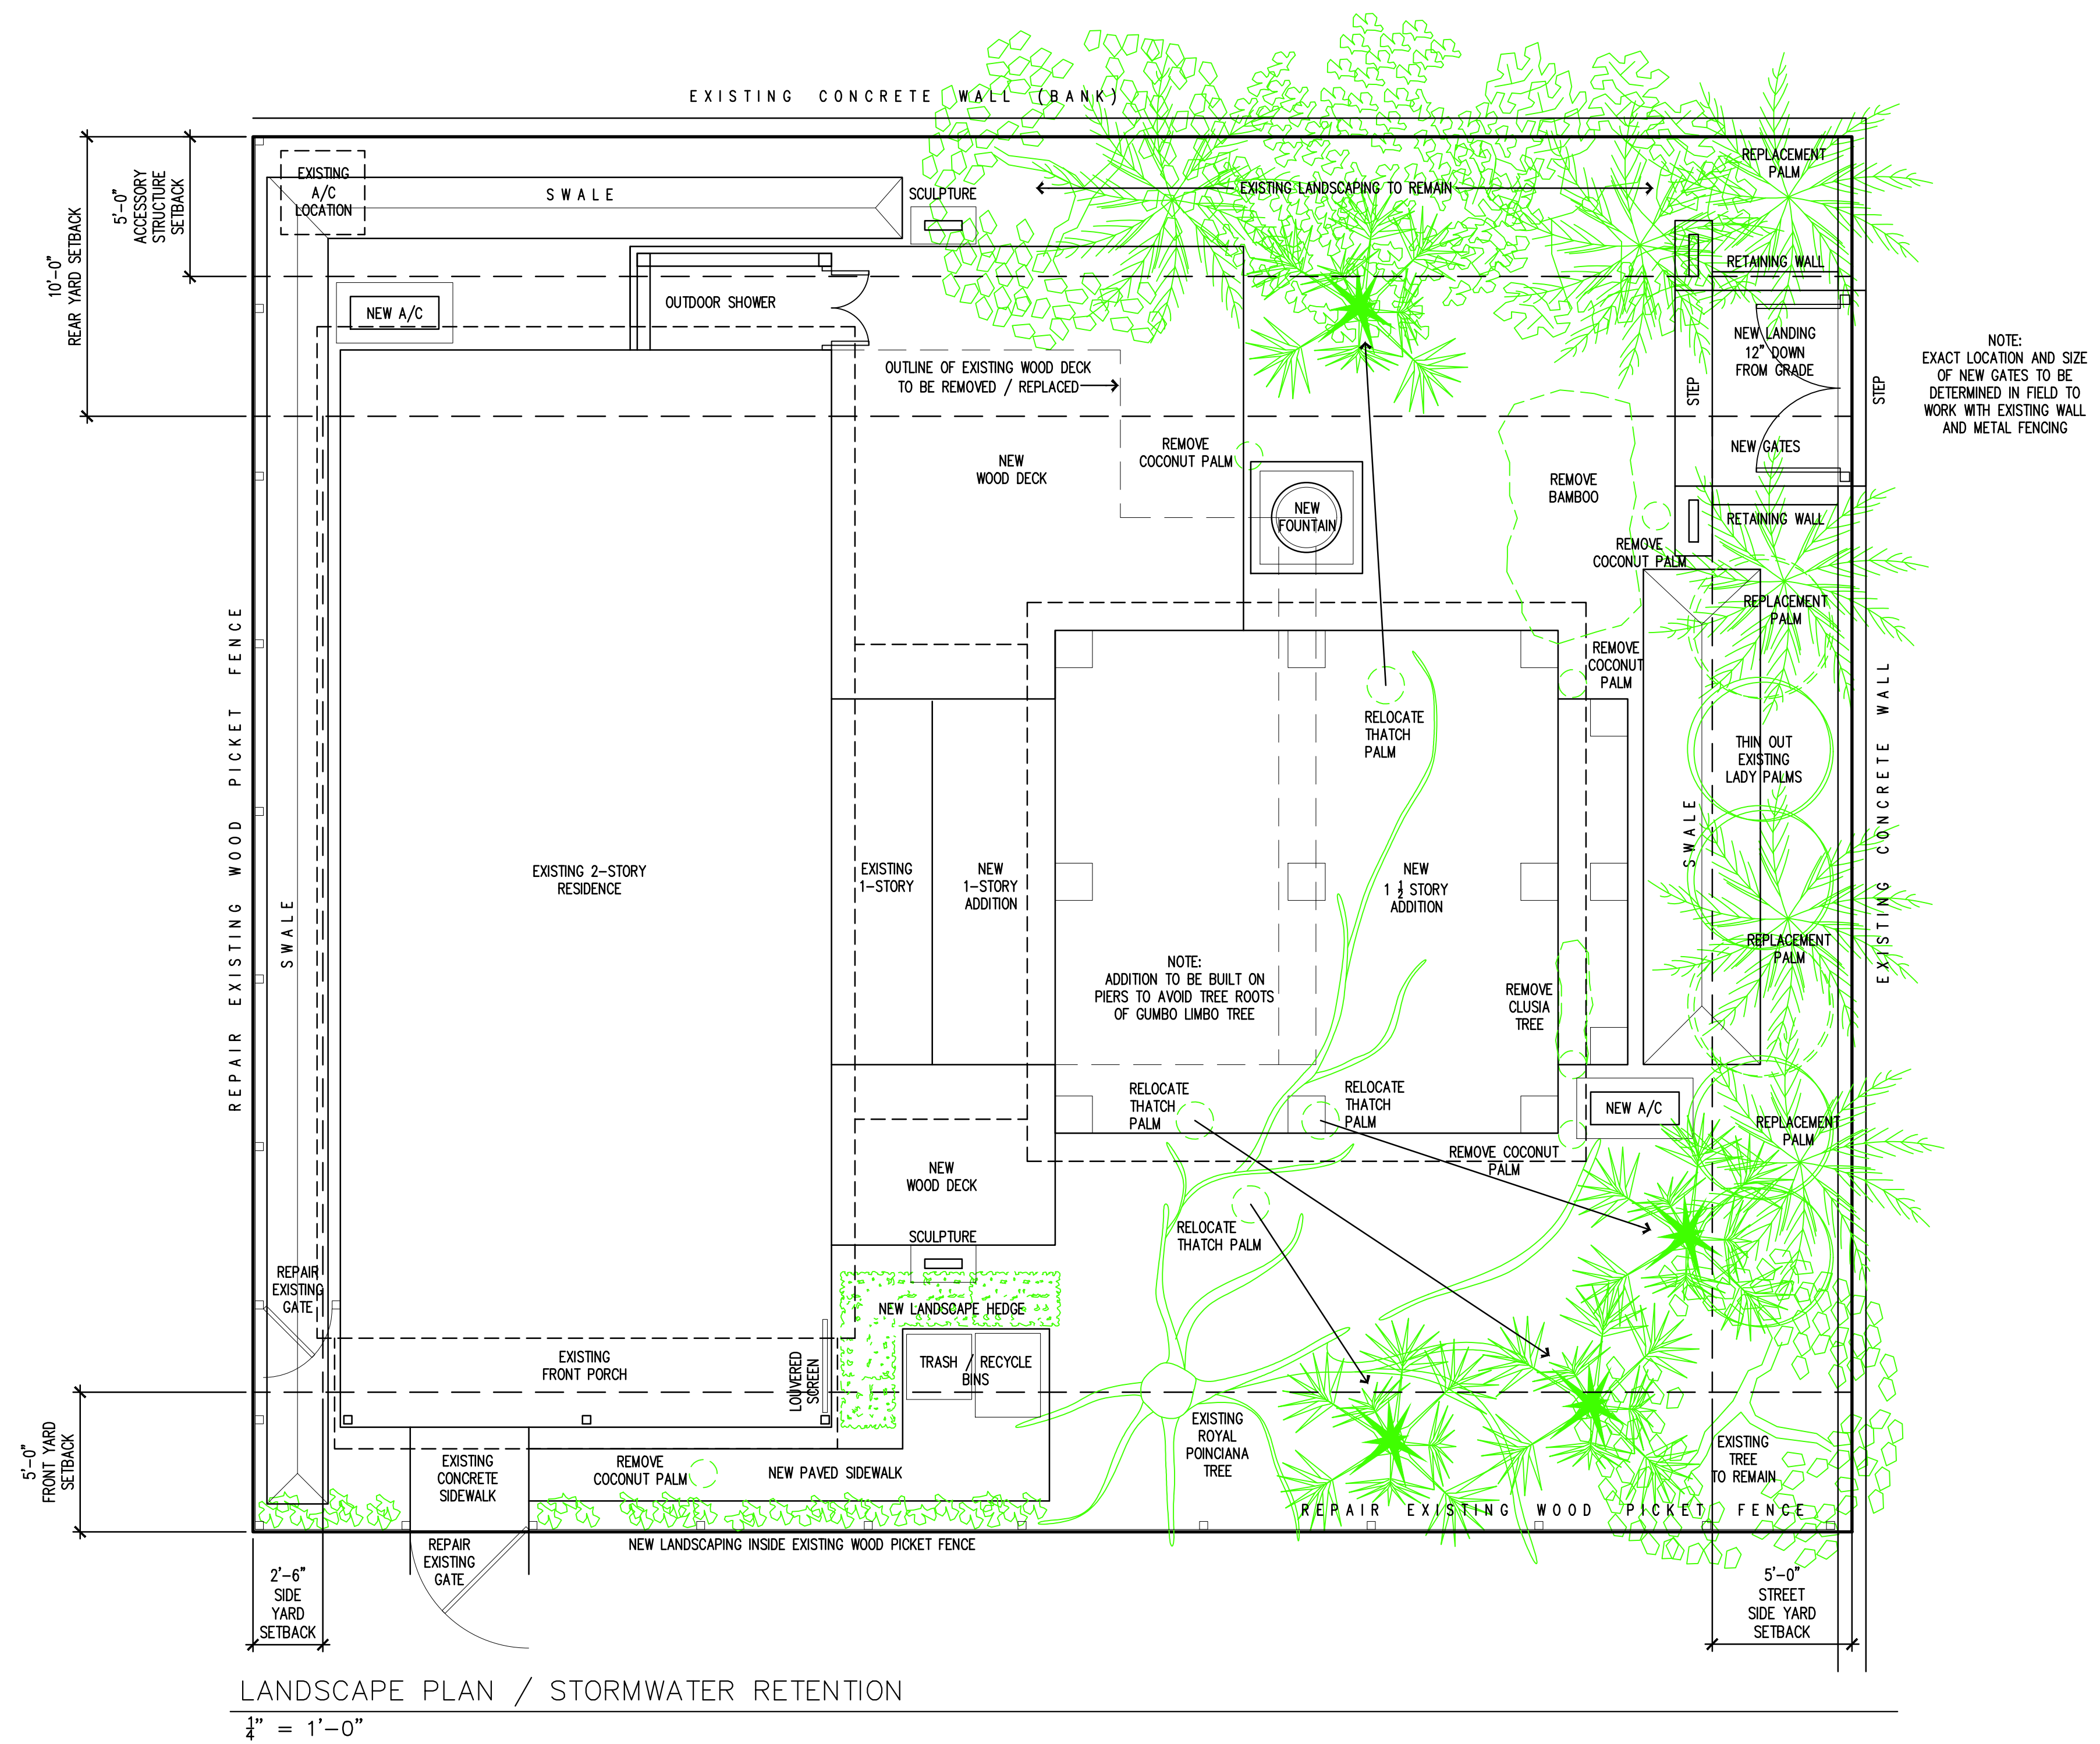 EXISTING CONCRETE WALL (BANK)
5'-0"
ACCESSORY
STRUCTURE
SETBACK
10'-0"
REAR YARD SETBACK
EXISTING
A/C
LOCATION
SWALE
SCULPTURE
EXISTING LANDSCAPING TO REMAIN
REPLACEMENT
PALM
RETAINING WALL
NEW A/C
OUTDOOR SHOWER
OUTLINE OF EXISTING WOOD DECK
TO BE REMOVED / REPLACED
NEW LANDING
12" DOWN
FROM GRADE
STEP
STEP
NOTE:
EXACT LOCATION AND SIZE
OF NEW GATES TO BE
DETERMINED IN FIELD TO
WORK WITH EXISTING WALL
AND METAL FENCING
NEW GATES
REMOVE
COCONUT PALM
NEW
WOOD DECK
REMOVE
BAMBOO
NEW
FOUNTAIN
RETAINING WALL
REMOVE
COCONUT PALM
REPLACEMENT
PALM
REMOVE
COCONUT
PALM
REPAIR EXISTING WOOD PICKET FENCE
SWALE
RELOCATE
THATCH
PALM
THIN OUT
EXISTING
LADY PALMS
SWALE
EXISTING CONCRETE WALL
EXISTING 2-STORY
RESIDENCE
EXISTING
1-STORY
NEW
1-STORY
ADDITION
NEW
1 1/2 STORY
ADDITION
REPLACEMENT
PALM
NOTE:
ADDITION TO BE BUILT ON
PIERS TO AVOID TREE ROOTS
OF GUMBO LIMBO TREE
REMOVE
CLUSIA
TREE
RELOCATE
THATCH
PALM
RELOCATE
THATCH
PALM
NEW A/C
REPLACEMENT
PALM
REMOVE COCONUT
PALM
NEW
WOOD DECK
RELOCATE
THATCH PALM
SCULPTURE
REPAIR
EXISTING
GATE
NEW LANDSCAPE HEDGE
EXISTING
FRONT PORCH
LOUVERED
SCREEN
TRASH / RECYCLE
BINS
5'-0"
FRONT YARD
SETBACK
EXISTING
ROYAL
POINCIANA
TREE
EXISTING
TREE
TO REMAIN
EXISTING
CONCRETE
SIDEWALK
REMOVE
COCONUT PALM
NEW PAVED SIDEWALK
REPAIR EXISTING WOOD PICKET FENCE
NEW LANDSCAPING INSIDE EXISTING WOOD PICKET FENCE
REPAIR
EXISTING
GATE
2'-6"
SIDE
YARD
SETBACK
5'-0"
STREET
SIDE YARD
SETBACK
LANDSCAPE PLAN / STORMWATER RETENTION
1/4" = 1'-0"